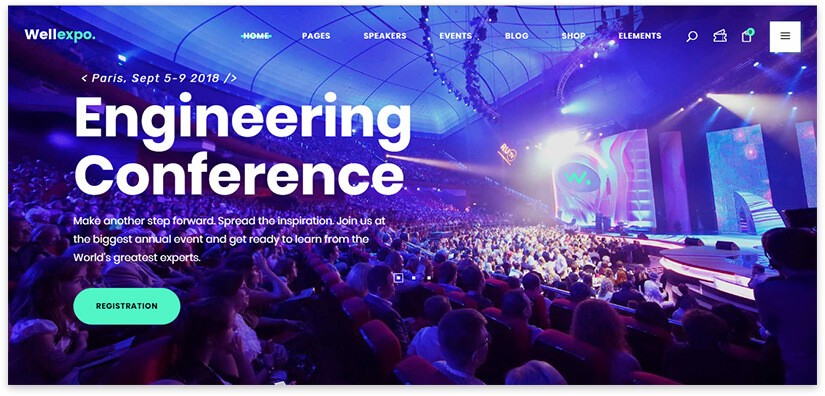 Wellexpo.
HOME PAGES SPEAKERS EVENTS BLOG SHOP ELEMENTS
< Paris, Sept 5-9 2018 />
Engineering
Conference
Make another step forward. Spread the inspiration. Join us at
the biggest annual event and get ready to learn from the
World's greatest experts.
REGISTRATION